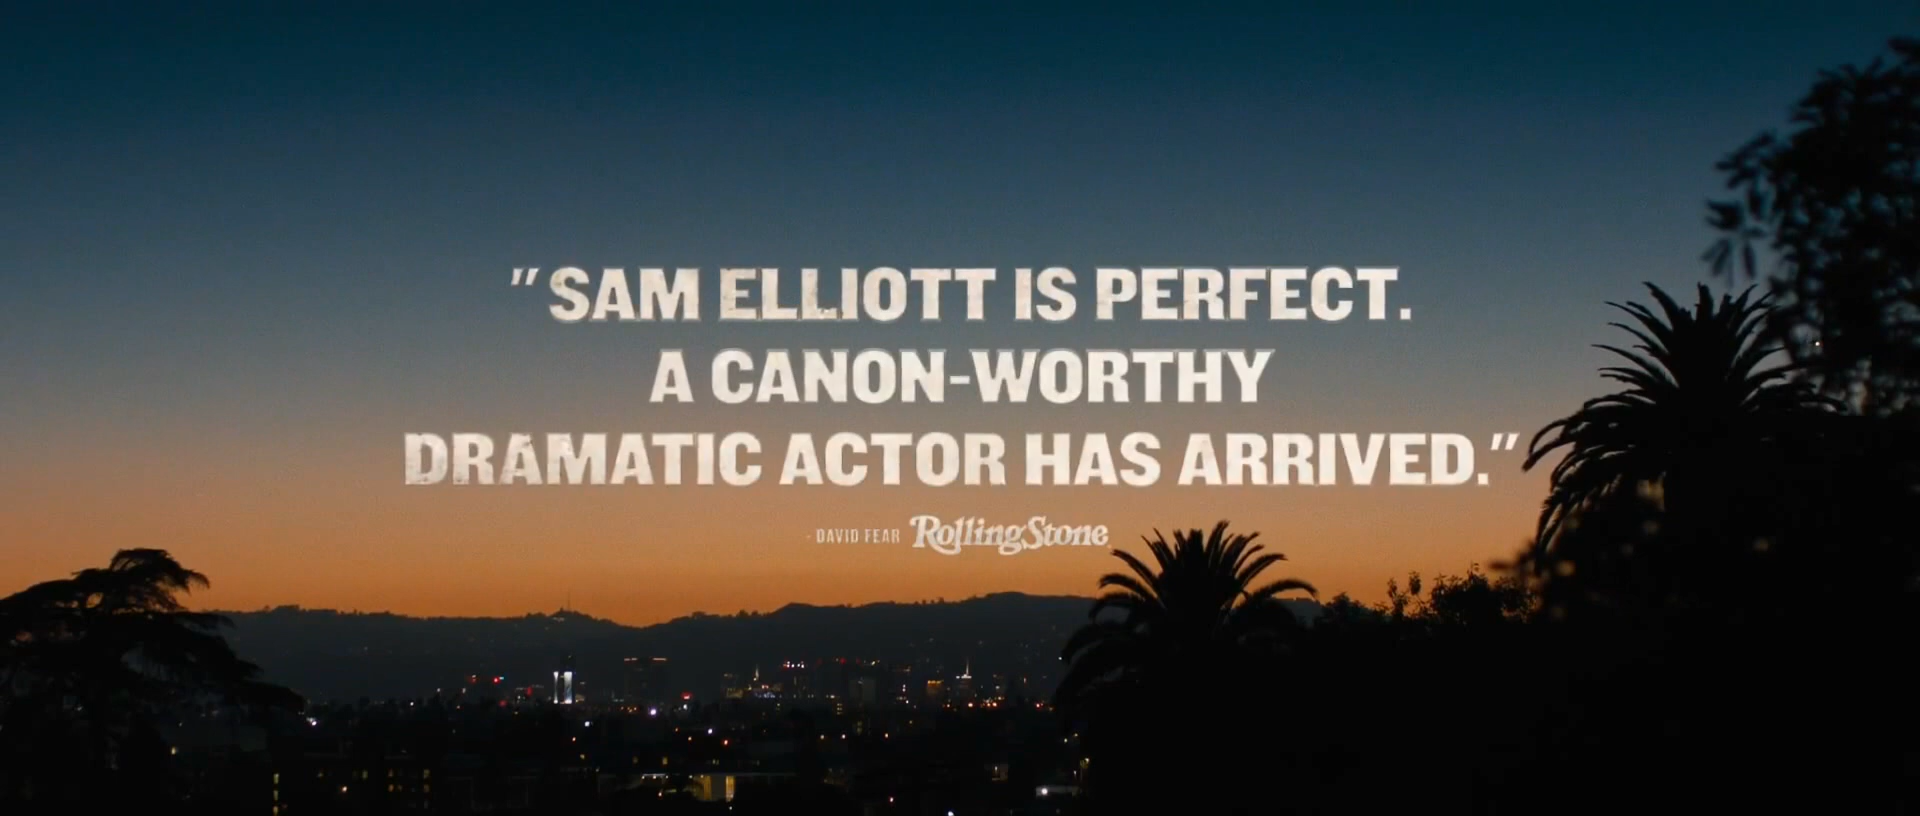 "SAM ELLIOTT IS PERFECT.
A CANON-WORTHY
DRAMATIC ACTOR HAS ARRIVED."
- DAVID FEAR RollingStone